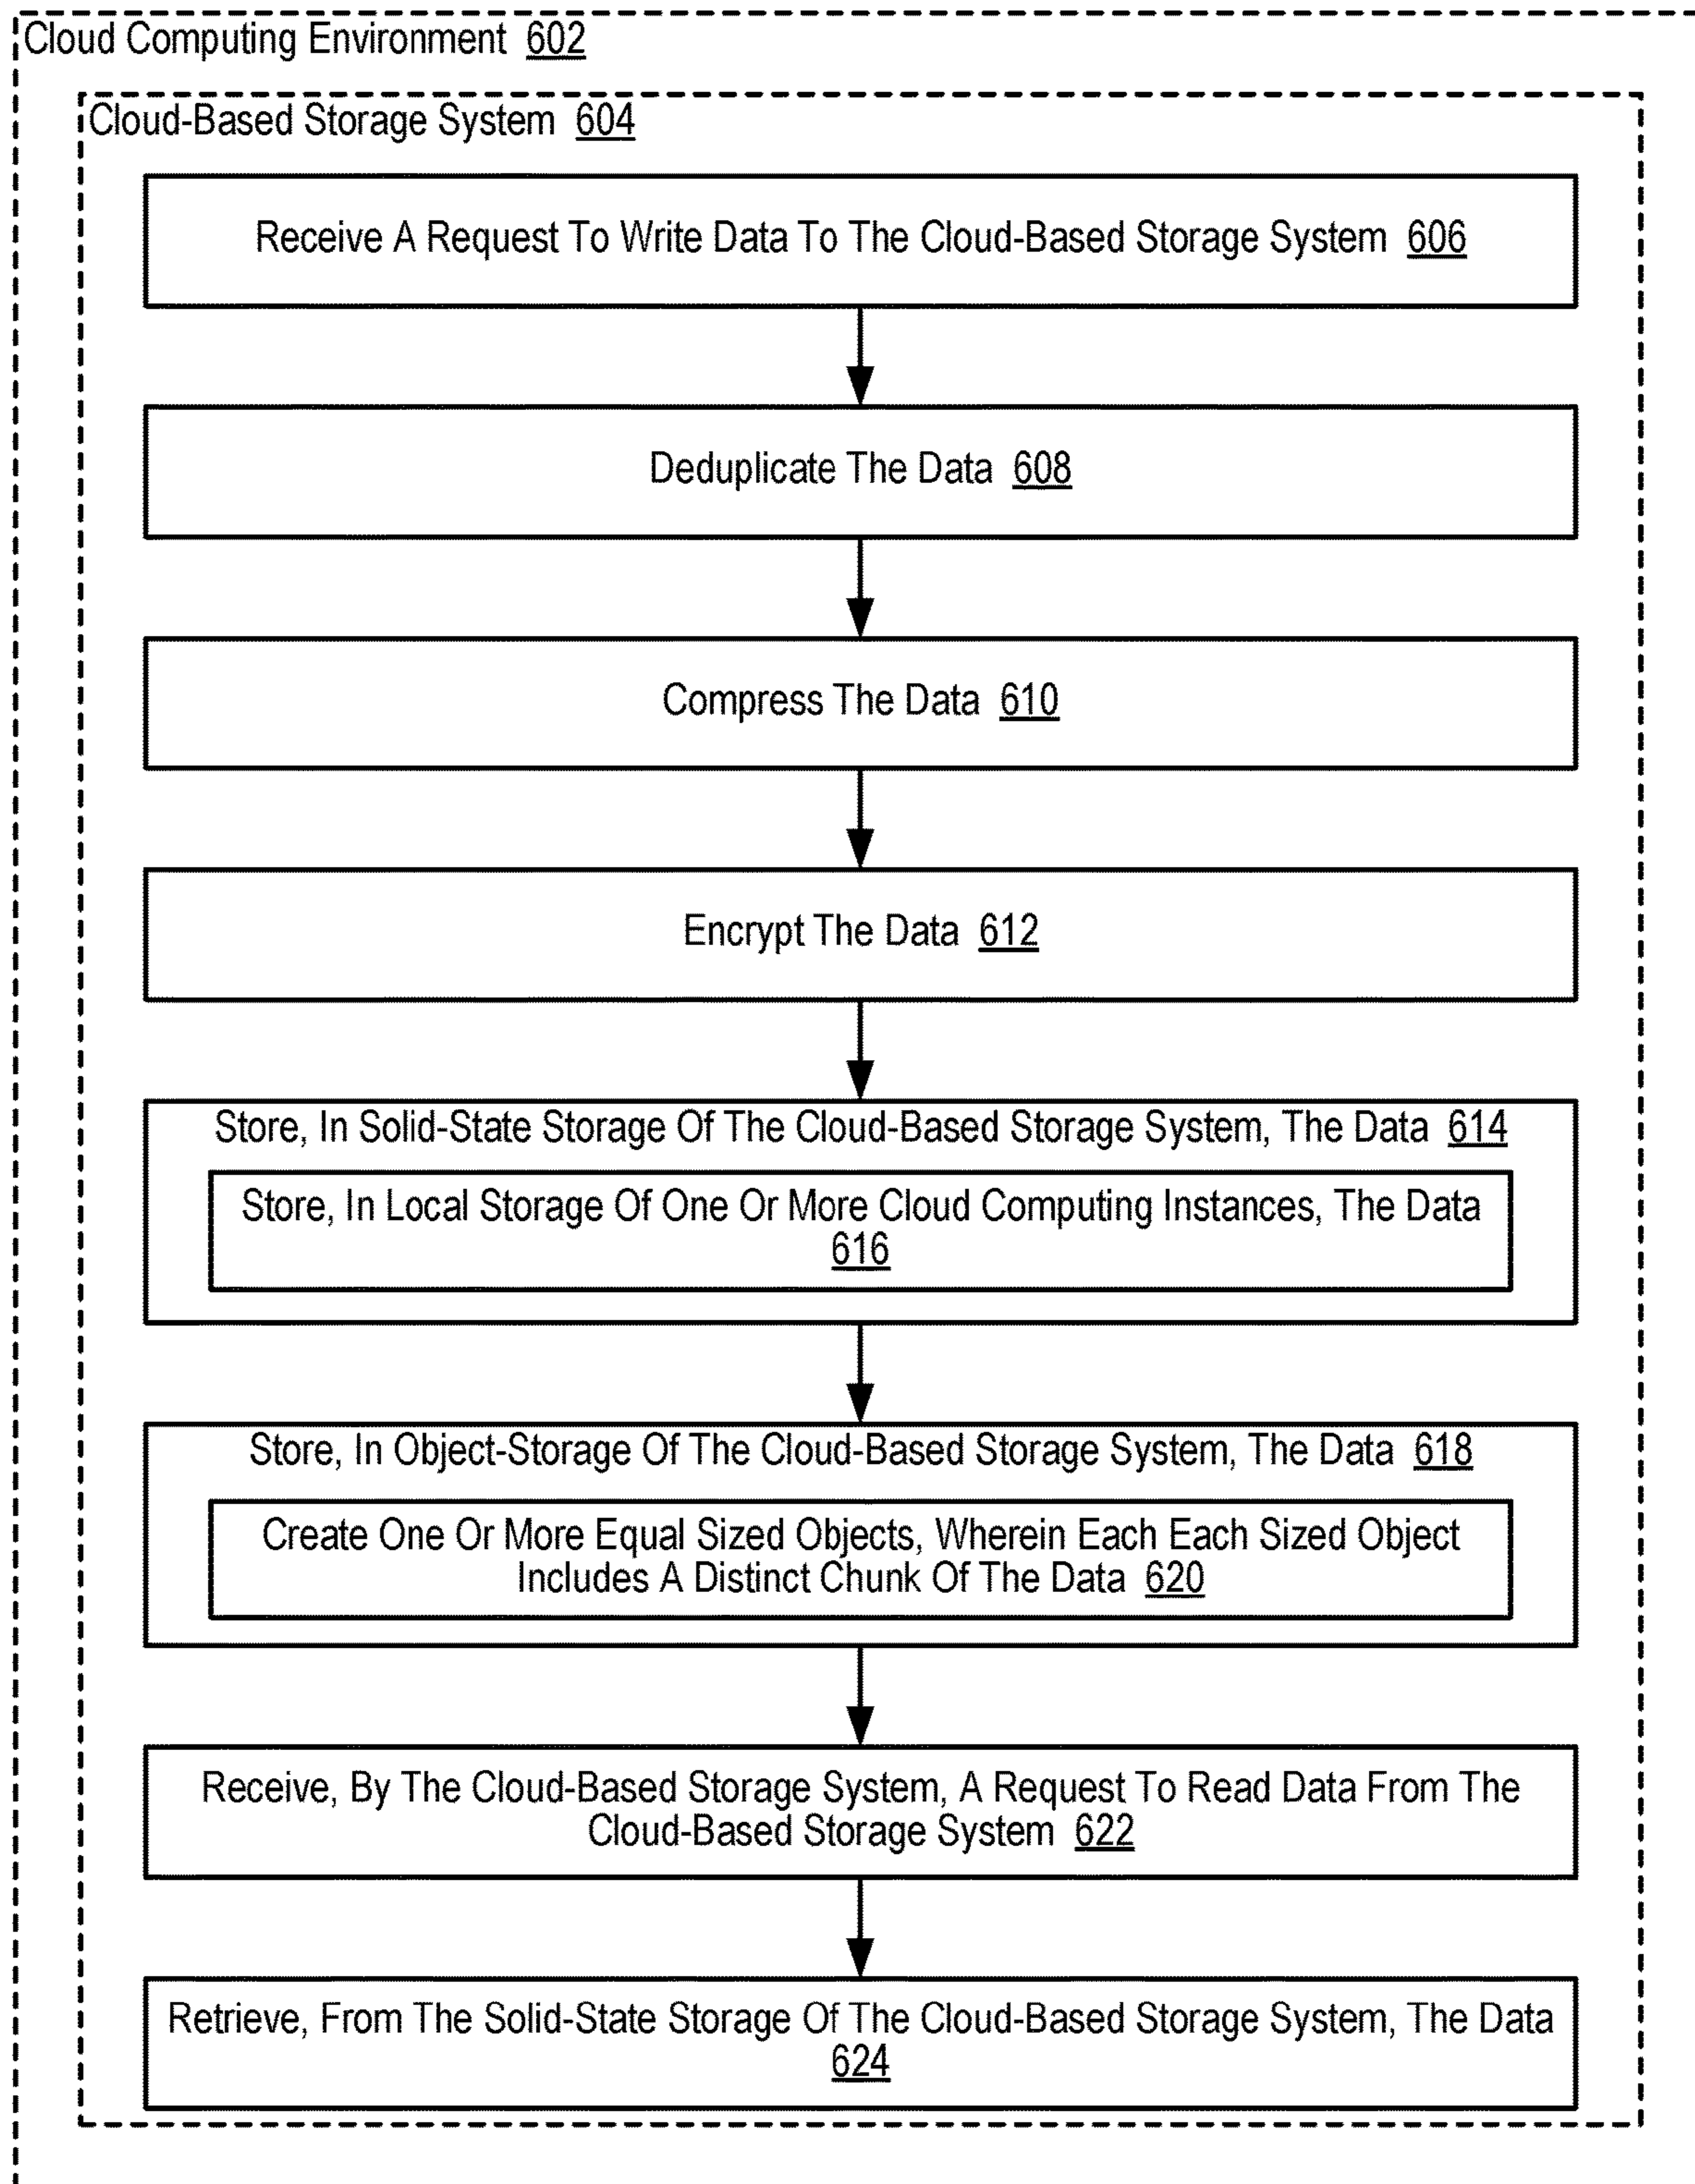 Cloud Computing Environment 602
Cloud-Based Storage System 604
Receive A Request To Write Data To The Cloud-Based Storage System 606
Deduplicate The Data 608
Compress The Data 610
Encrypt The Data 612
Store, In Solid-State Storage Of The Cloud-Based Storage System, The Data 614
Store, In Local Storage Of One Or More Cloud Computing Instances, The Data
616
Store, In Object-Storage Of The Cloud-Based Storage System, The Data 618
Create One Or More Equal Sized Objects, Wherein Each Each Sized Object
Includes A Distinct Chunk Of The Data 620
Receive, By The Cloud-Based Storage System, A Request To Read Data From The
Cloud-Based Storage System 622
Retrieve, From The Solid-State Storage Of The Cloud-Based Storage System, The Data
624